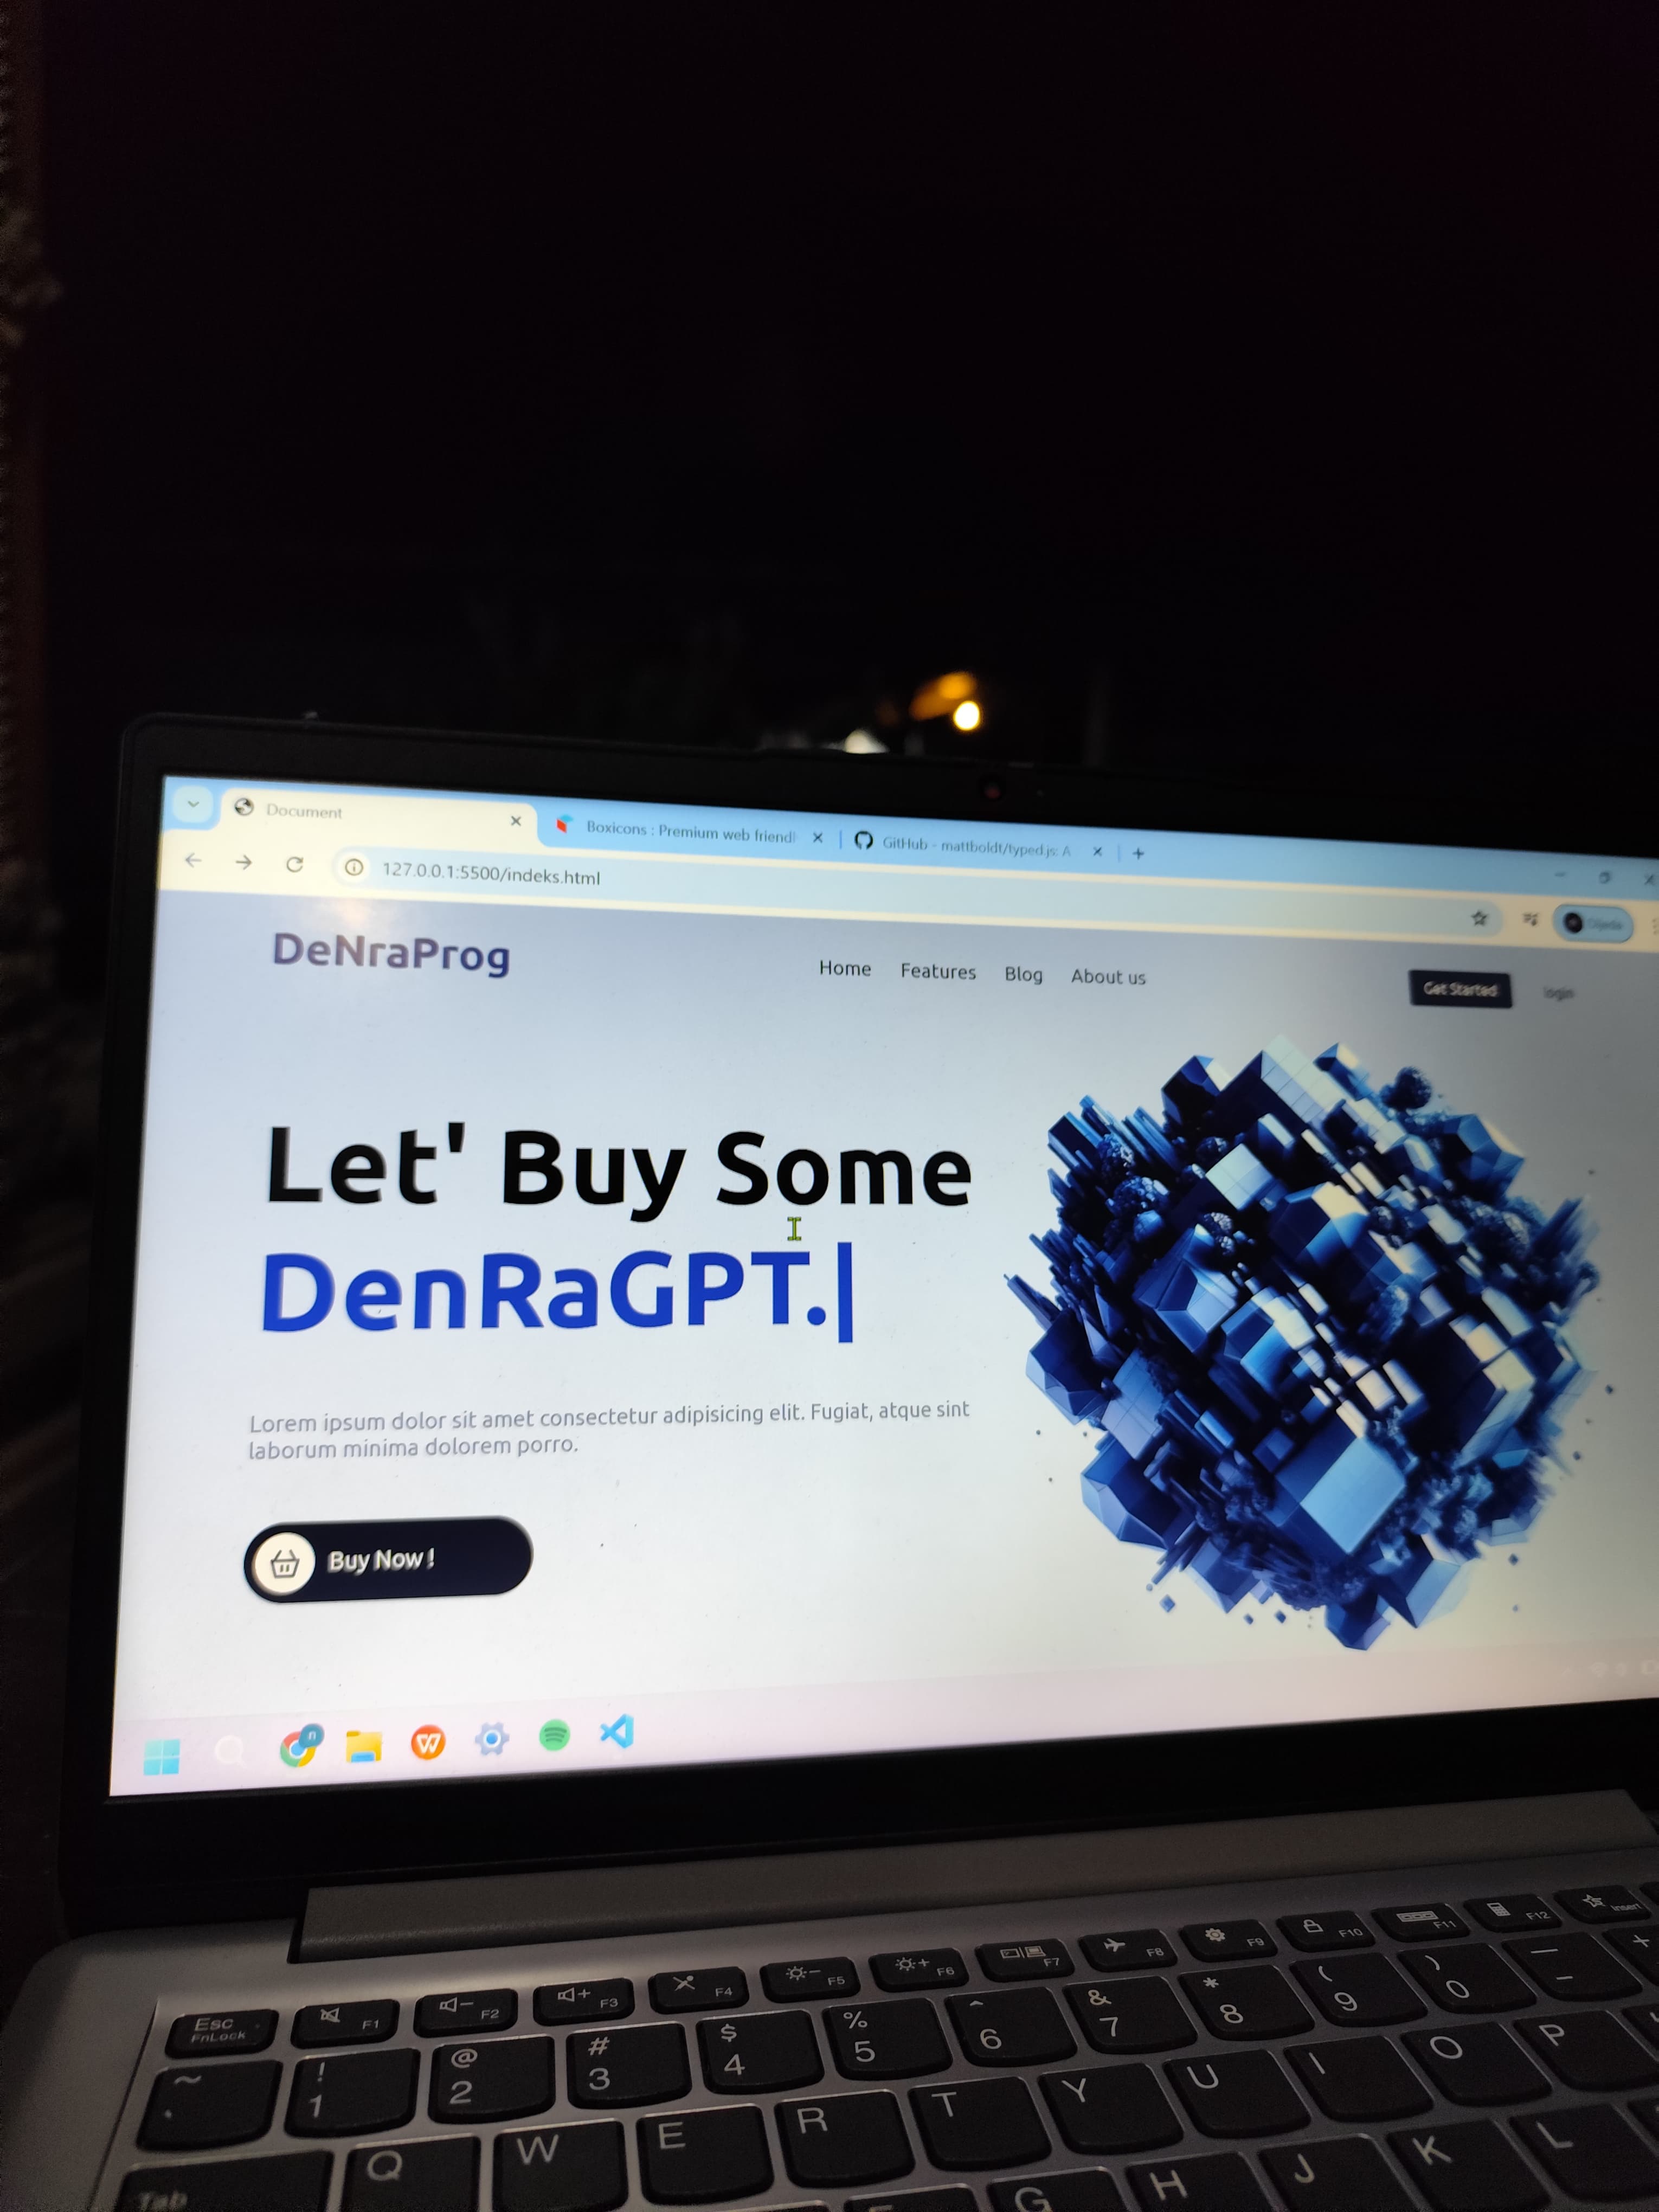 Document
Boxicons : Premium web friendl
GitHub - mattboldt/typed.js: A
127.0.0.1:5500/indeks.html
DeNraProg
Home Features Blog About us
Get Started login
Let' Buy Some
DenRaGPT.|
Lorem ipsum dolor sit amet consectetur adipisicing elit. Fugiat, atque sint
laborum minima dolorem porro.
Buy Now !
Esc FnLock F1 F2 F3 F4 F5 F6 F7 F8 F9 F10 F11 F12 Insert
~ ! @ # $ % ^ & * ( ) — +
` 1 2 3 4 5 6 7 8 9 0 -
Tab Q W E R T Y U I O P
G H J K L